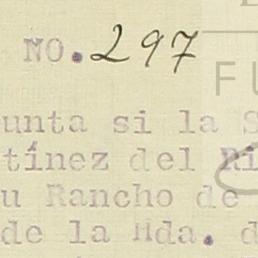 NO. 297
unta si la S
tínez del Ri
u Rancho de
de la Hda. d